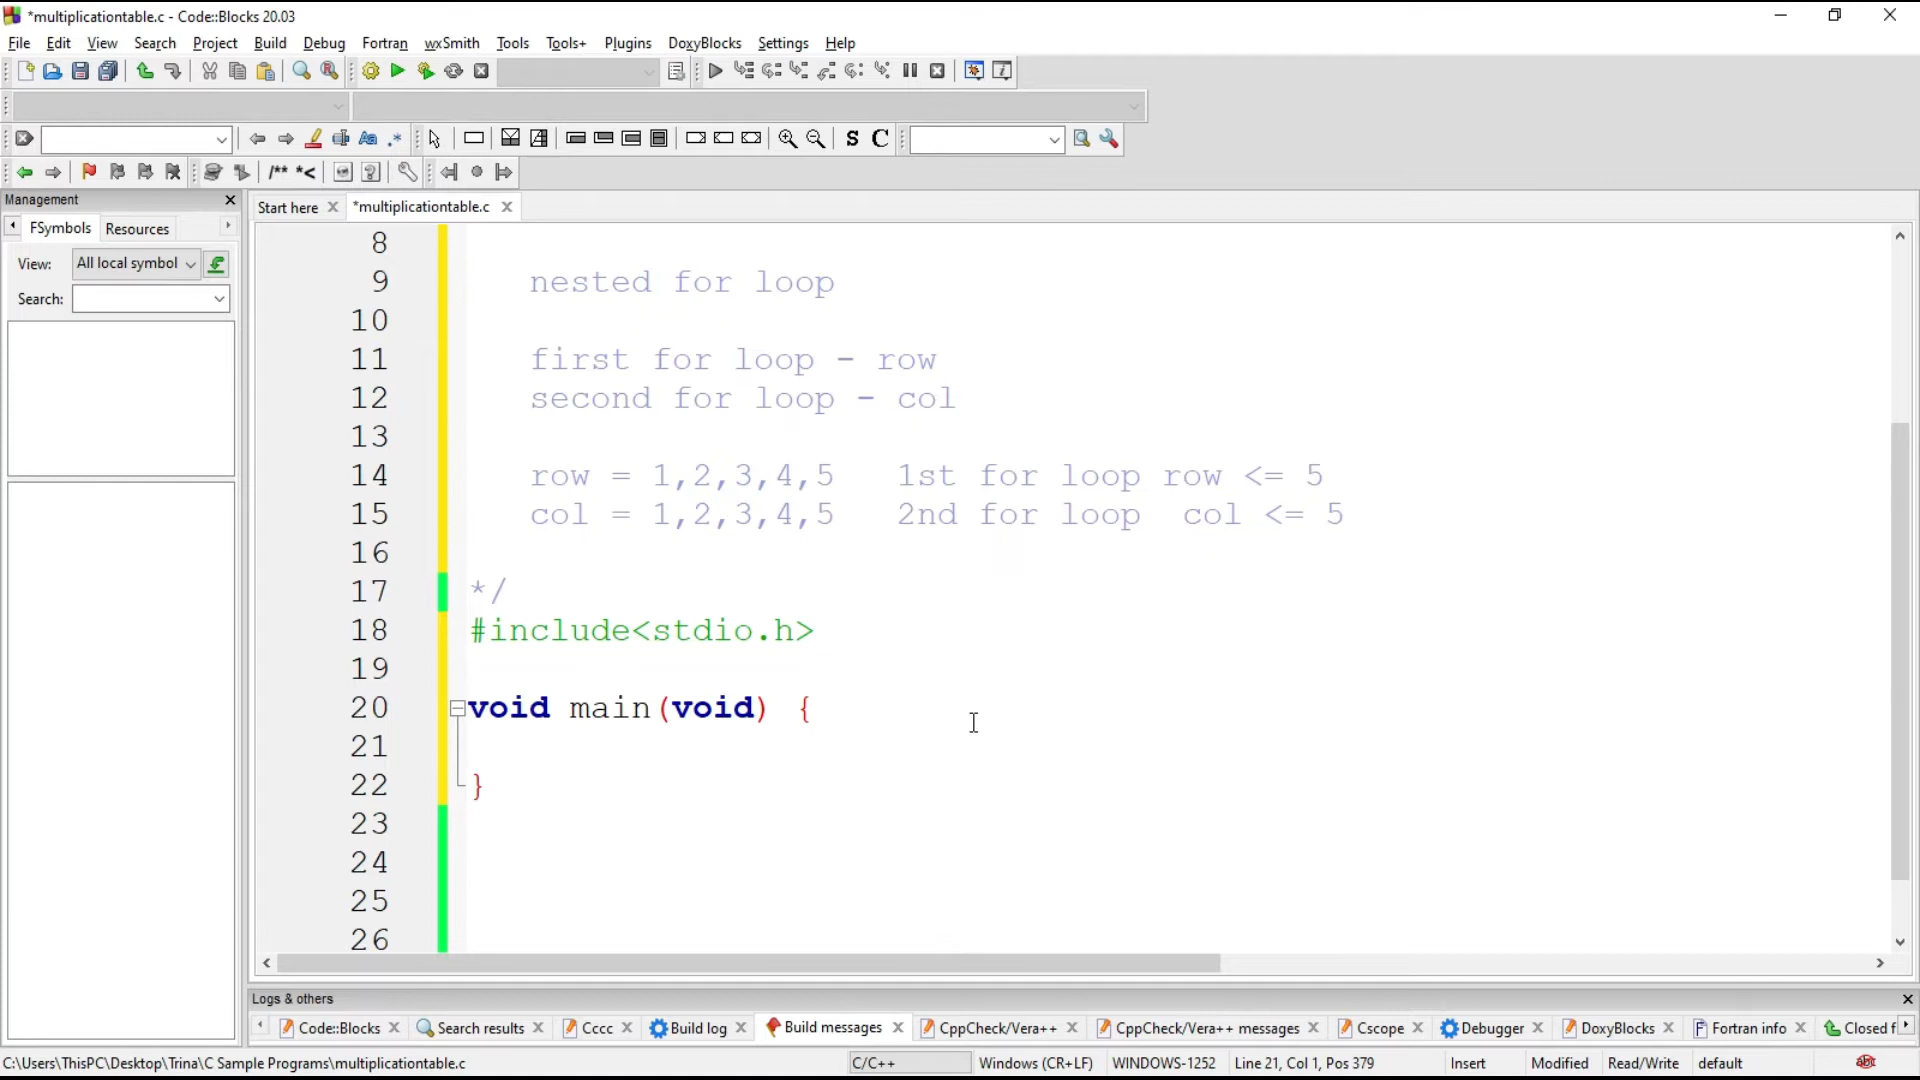 *multiplicationtable.c - Code::Blocks 20.03
File Edit View Search Project Build Debug Fortran wxSmith Tools Tools+ Plugins DoxyBlocks Settings Help
S C
/** *<
Management
Start here *multiplicationtable.c
FSymbols Resources
View: All local symbol
Search:
8
9 nested for loop
10
11 first for loop - row
12 second for loop - col
13
14 row = 1,2,3,4,5 1st for loop row <= 5
15 col = 1,2,3,4,5 2nd for loop col <= 5
16
17 */
18 #include<stdio.h>
19
20 void main(void) {
21
22 }
23
24
25
26
Logs & others
Code::Blocks Search results Cccc Build log Build messages CppCheck/Vera++ CppCheck/Vera++ messages Cscope Debugger DoxyBlocks Fortran info Closed f
C:\Users\ThisPC\Desktop\Trina\C Sample Programs\multiplicationtable.c C/C++ Windows (CR+LF) WINDOWS-1252 Line 21, Col 1, Pos 379 Insert Modified Read/Write default